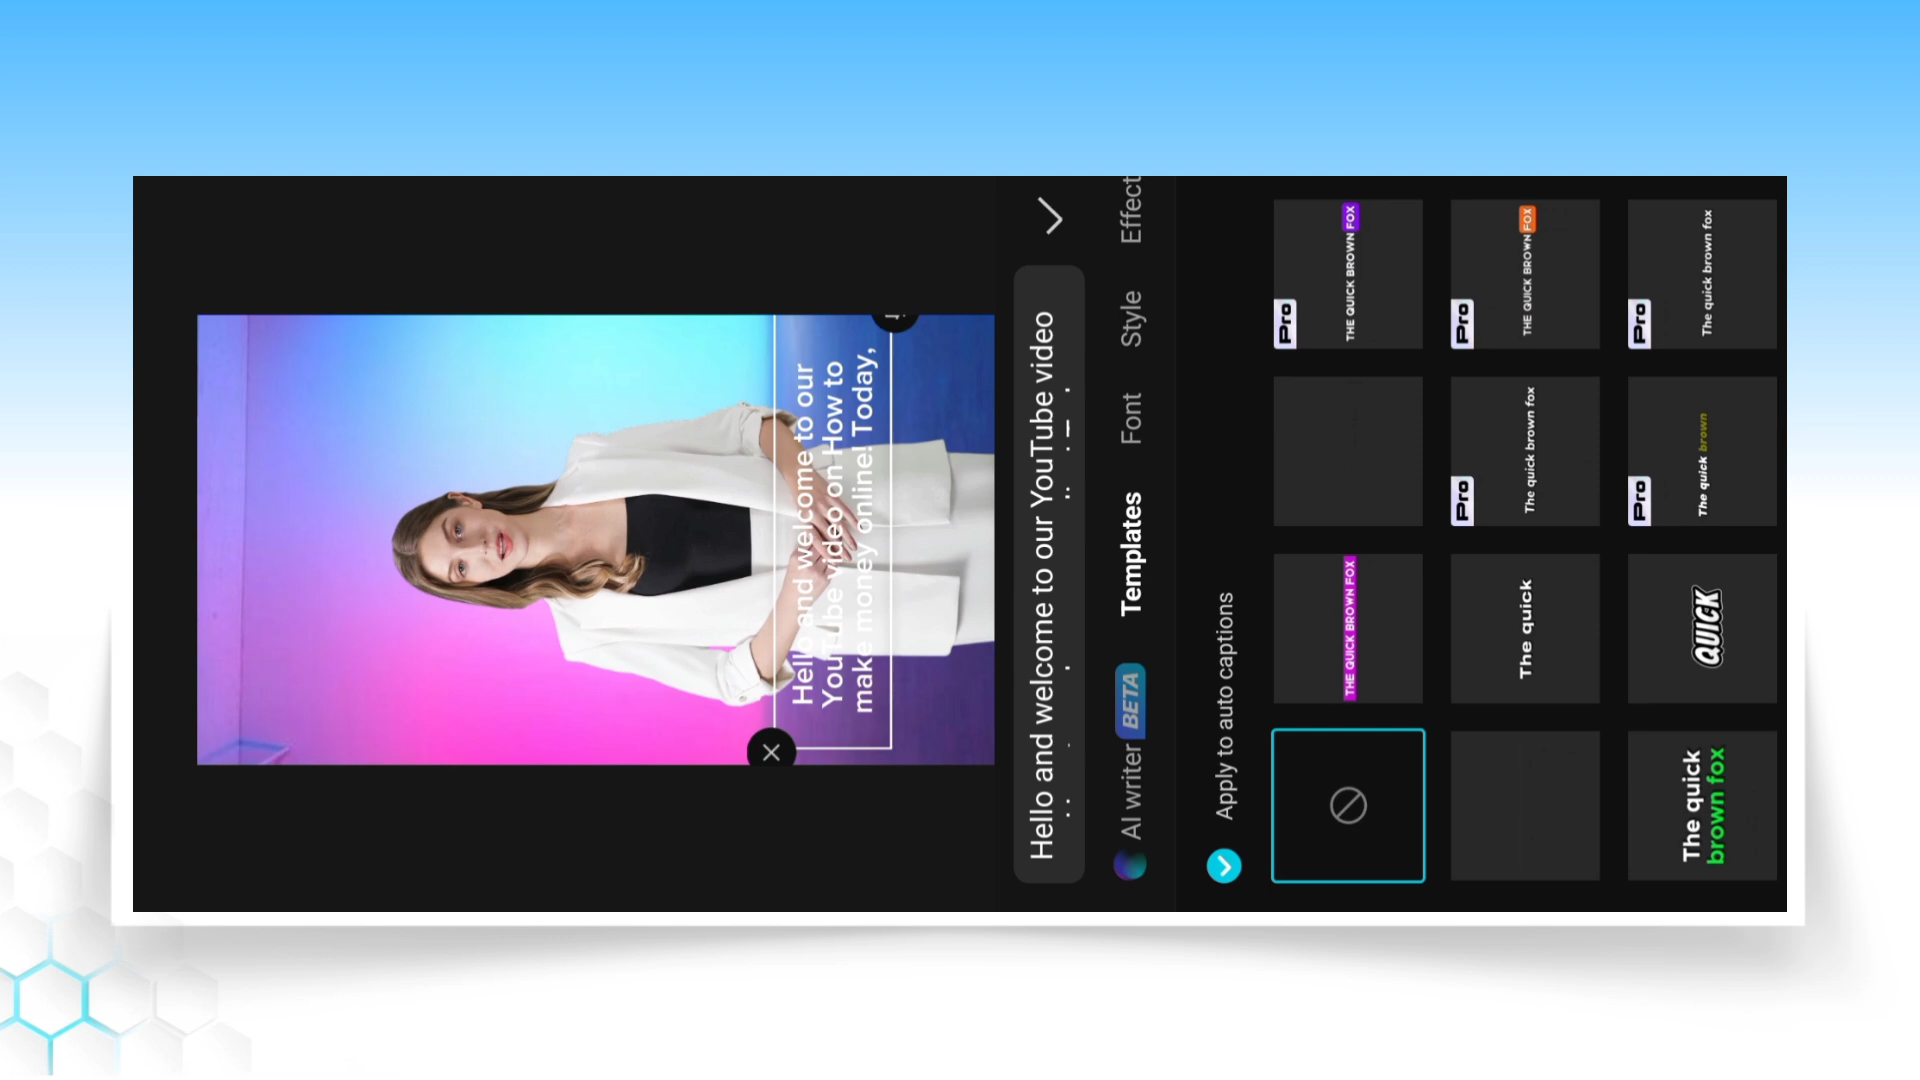 Hello and welcome to our
YouTube video on How to
make money online! Today,
Hello and welcome to our YouTube video
AI writer BETA
Templates
Font
Style
Effect
Apply to auto captions
THE QUICK BROWN FOX
Pro
THE QUICK BROWN FOX
The quick
Pro
The quick brown fox
Pro
THE QUICK BROWN FOX
The quick
brown fox
QUICK
Pro
The quick brown
Pro
The quick brown fox